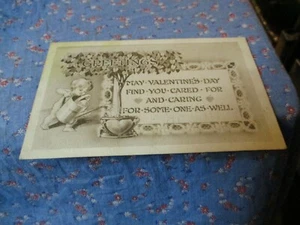 GREETINGS
MAY·VALENTINE'S·DAY
FIND·YOU·CARED·FOR
AND·CARING
FOR·SOME·ONE·AS·WELL